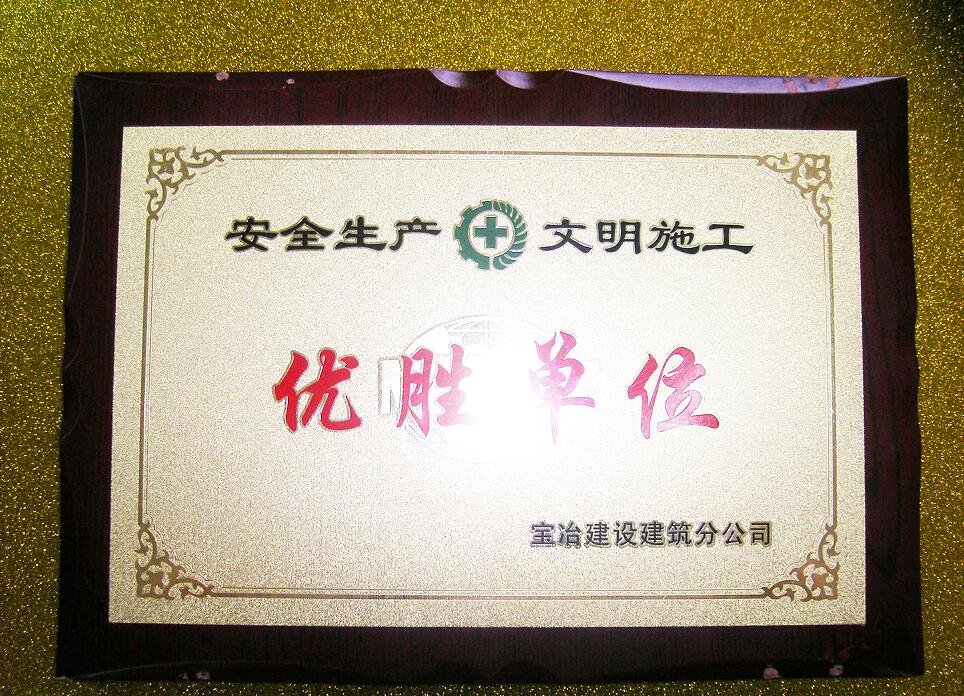 安全生产 文明施工
优胜单位
宝冶建设建筑分公司